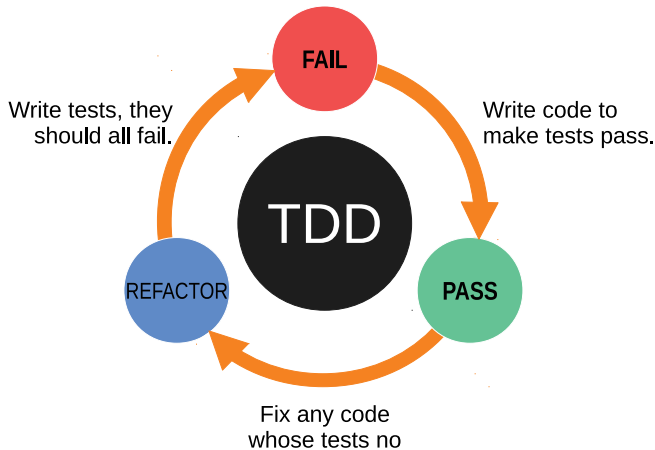 FAIL
Write tests, they
should all fail.
Write code to
make tests pass.
TDD
REFACTOR
PASS
Fix any code
whose tests no